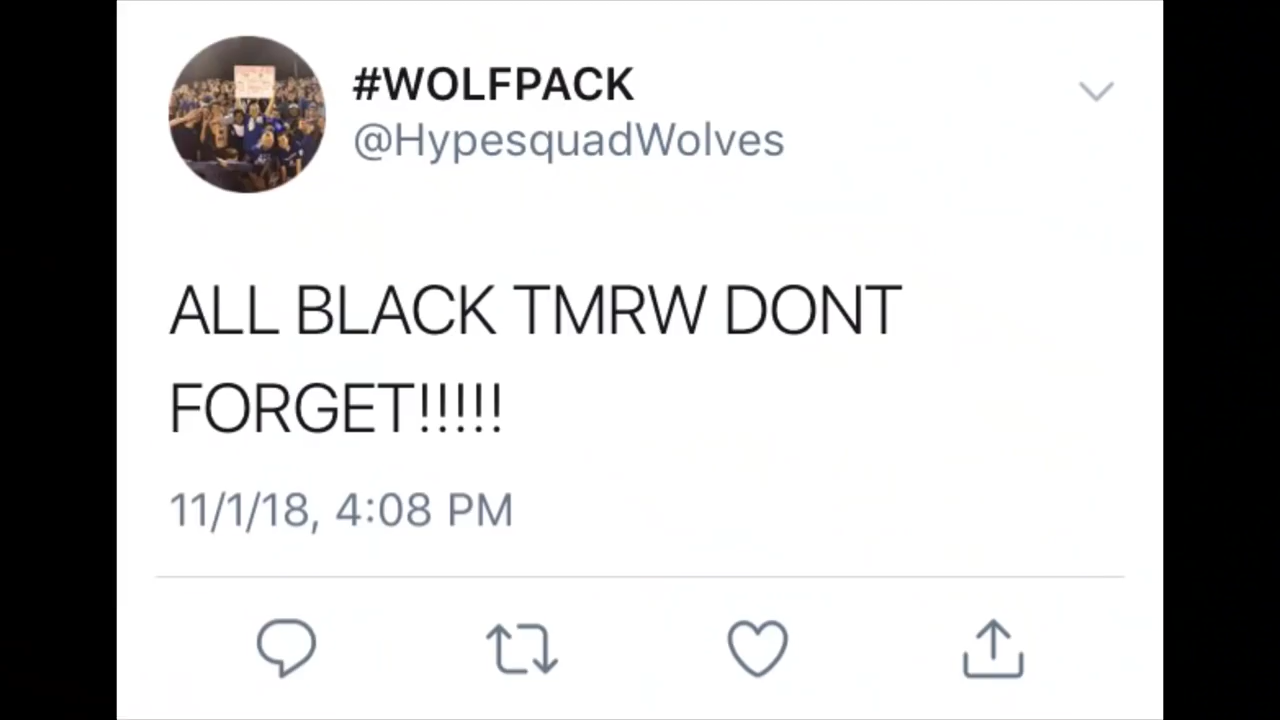 #WOLFPACK
@HypesquadWolves
ALL BLACK TMRW DONT
FORGET!!!!!
11/1/18, 4:08 PM